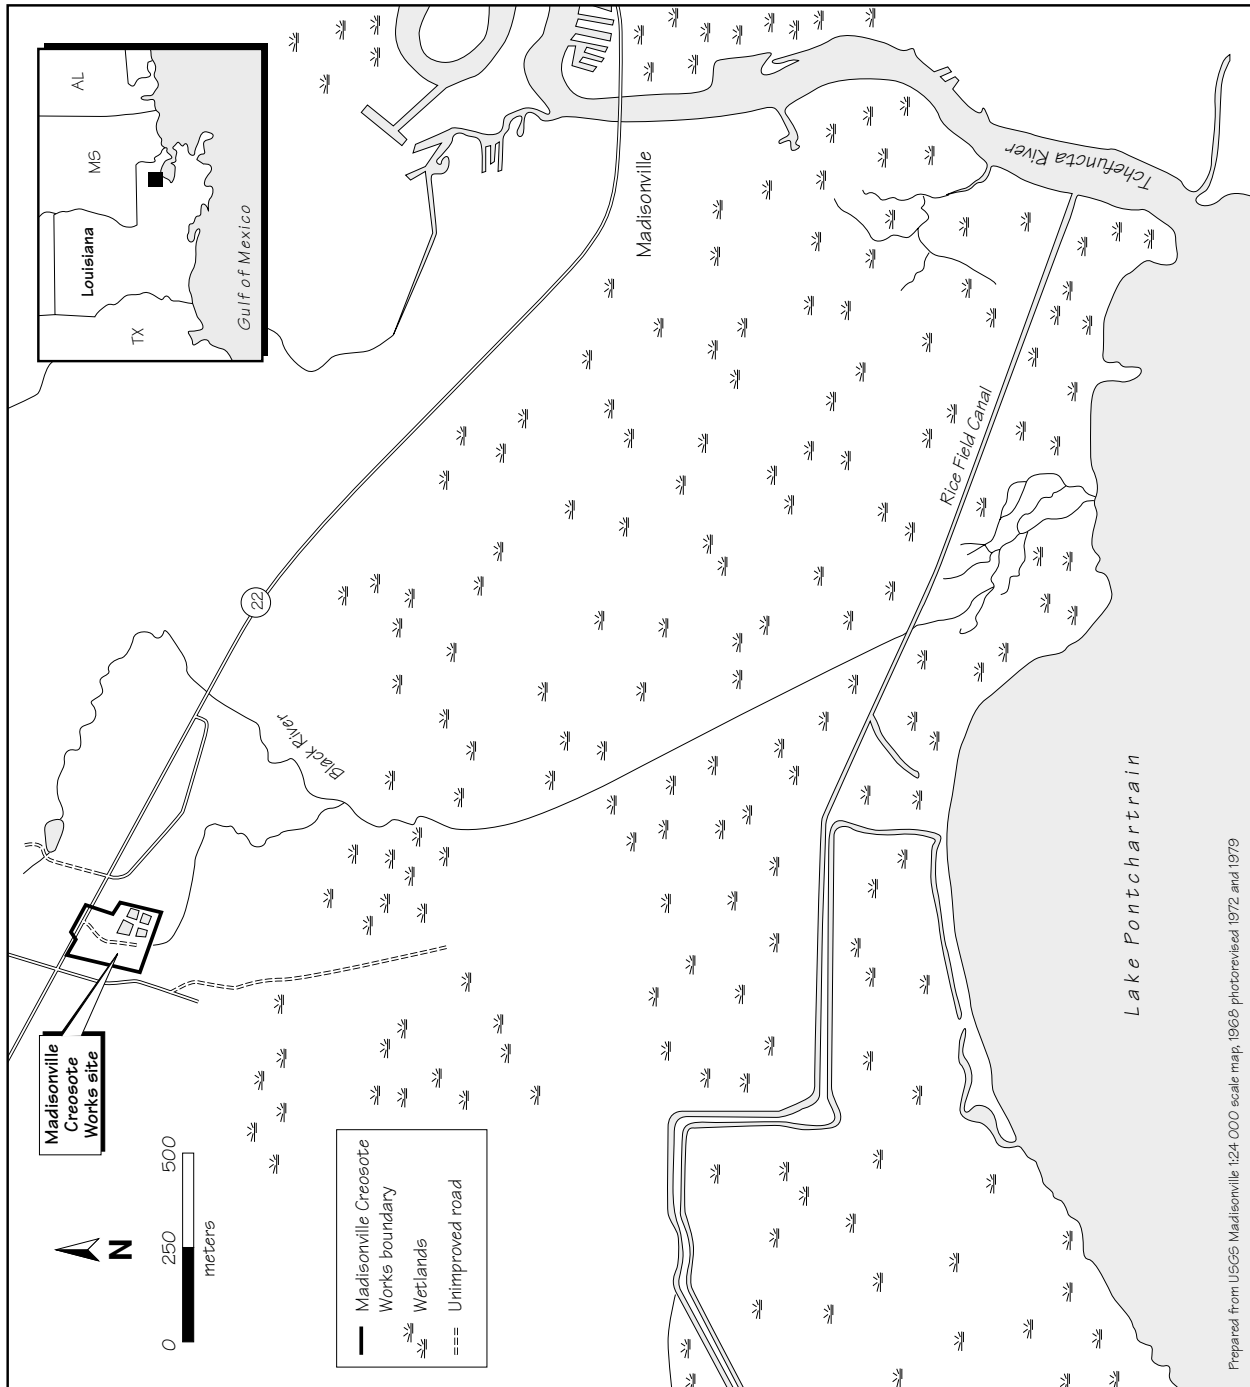 TX
Louisiana
MS
AL
Gulf of Mexico
Madisonville
Creosote
Works site
N
0
250
500
meters
Madisonville Creosote
Works boundary
Wetlands
Unimproved road
22
Black River
Madisonville
Rice Field Canal
Tchefuncta River
Lake Pontchartrain
Prepared from USGS Madisonville 1:24 000 scale map, 1968 photorevised 1972 and 1979